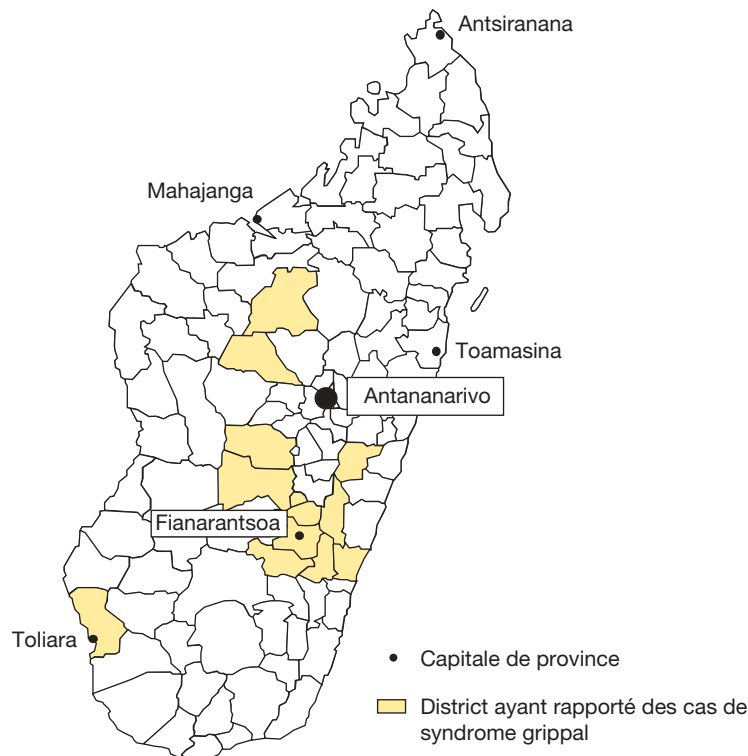 Antsiranana
Mahajanga
Toamasina
Antananarivo
Fianarantsoa
Toliara
Capitale de province
District ayant rapporté des cas de
syndrome grippal